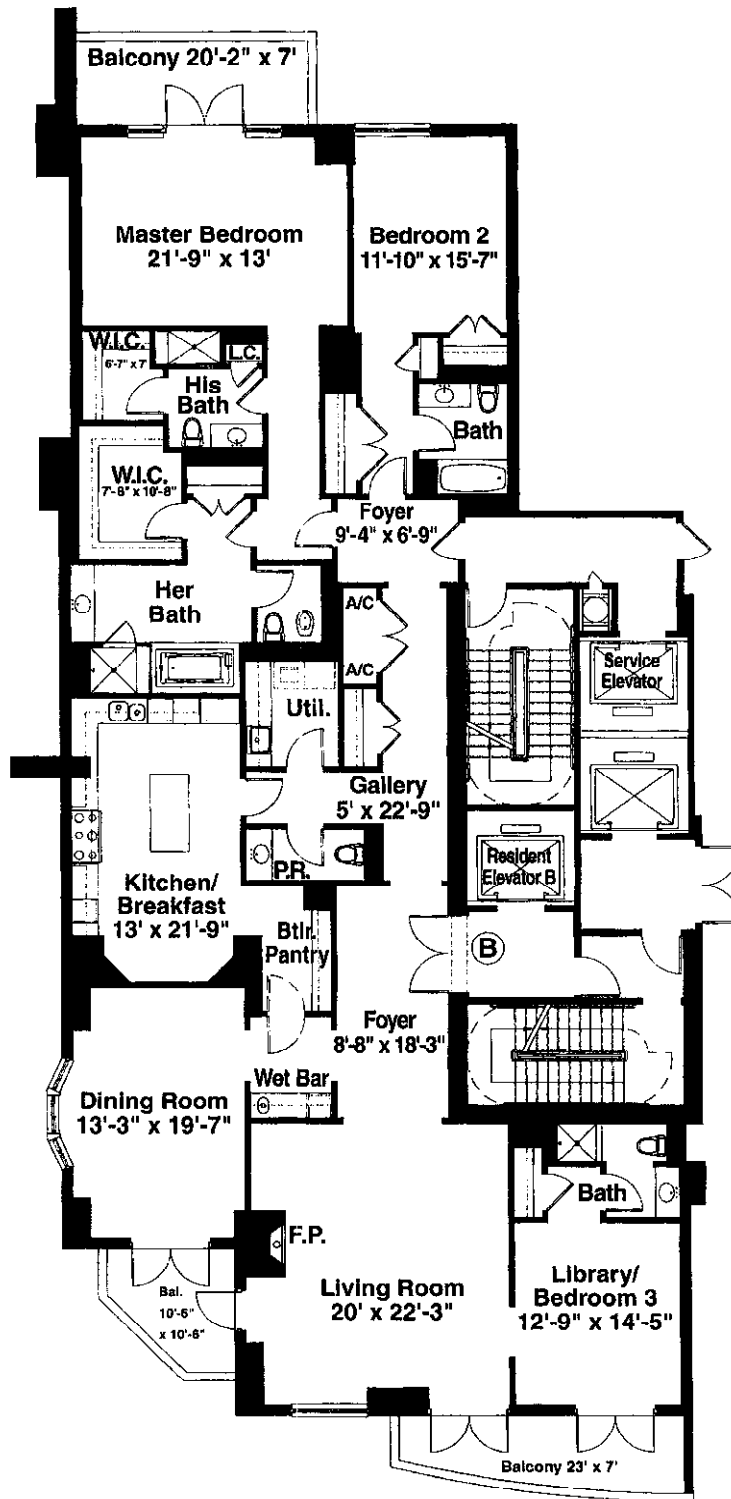 Balcony 20'-2" x 7'
Master Bedroom
21'-9" x 13'
Bedroom 2
11'-10" x 15'-7"
W.I.C.
6'-7" x 7'
L.C.
His
Bath
Bath
W.I.C.
7'-8" x 10'-8"
Foyer
9'-4" x 6'-9"
Her
Bath
A/C
A/C
Service
Elevator
Util.
Gallery
5' x 22'-9"
P.R.
Resident
Elevator B
Kitchen/
Breakfast
13' x 21'-9"
Btlr.
Pantry
B
Foyer
8'-8" x 18'-3"
Wet Bar
Dining Room
13'-3" x 19'-7"
Bath
F.P.
Bal.
10'-6"
x 10'-6"
Living Room
20' x 22'-3"
Library/
Bedroom 3
12'-9" x 14'-5"
Balcony 23' x 7'